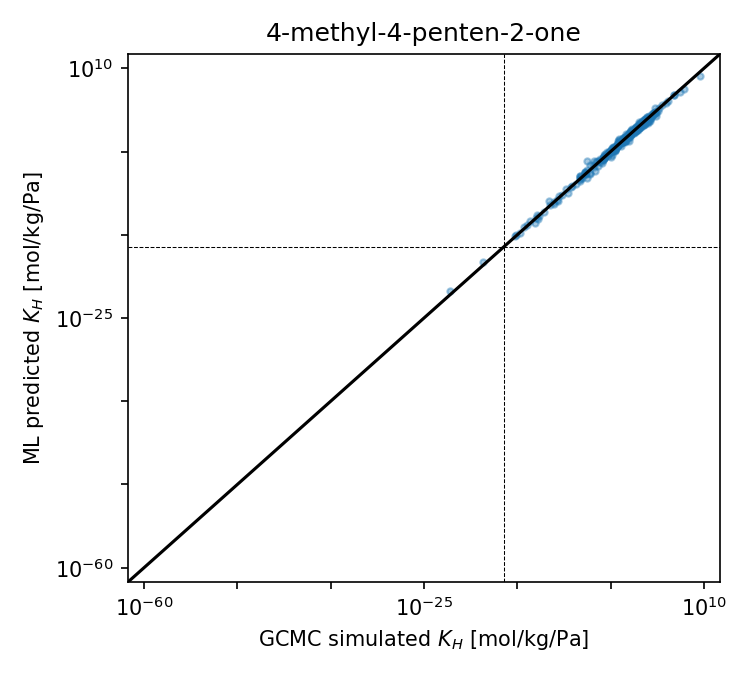 4-methyl-4-penten-2-one
10^10
10^-25
10^-60
ML predicted K_H [mol/kg/Pa]
10^-60 10^-25 10^10
GCMC simulated K_H [mol/kg/Pa]